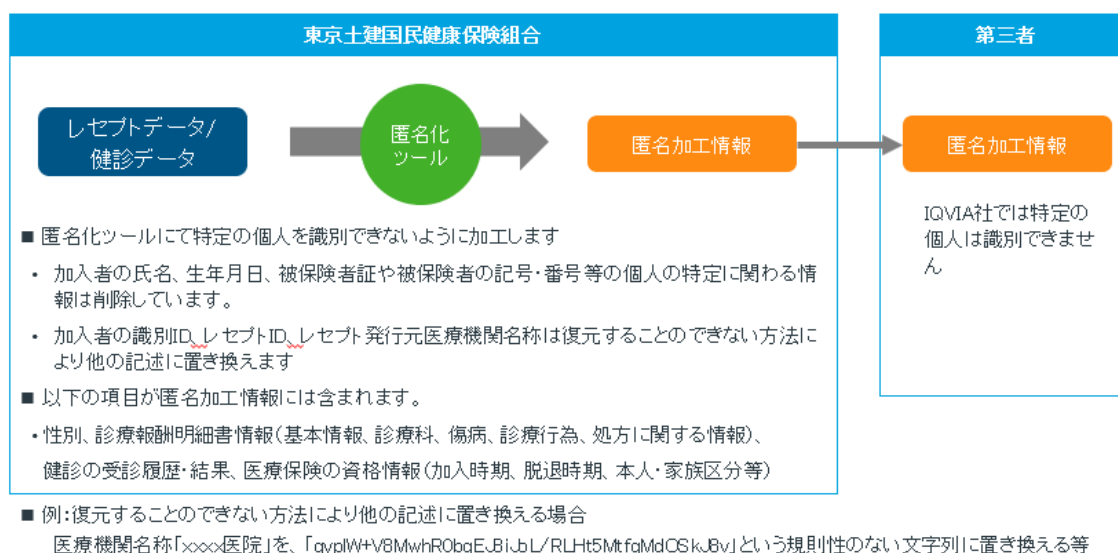 東京土建国民健康保険組合
第三者
レセプトデータ/
健診データ
匿名化
ツール
匿名加工情報
匿名加工情報
IQVIA社では特定の
個人は識別できませ
ん
■ 匿名化ツールにて特定の個人を識別できないように加工します
・ 加入者の氏名、生年月日、被保険者証や被保険者の記号・番号等の個人の特定に関わる情
報は削除しています。
・ 加入者の識別ID、レセプトID、レセプト発行元医療機関名称は復元することのできない方法に
より他の記述に置き換えます
■ 以下の項目が匿名加工情報には含まれます。
・性別、診療報酬明細書情報(基本情報、診療科、傷病、診療行為、処方に関する情報)、
健診の受診履歴・結果、医療保険の資格情報(加入時期、脱退時期、本人・家族区分等)
■ 例:復元することのできない方法により他の記述に置き換える場合
医療機関名称「xxxx医院」を、「という規則性のない文字列に置き換える等